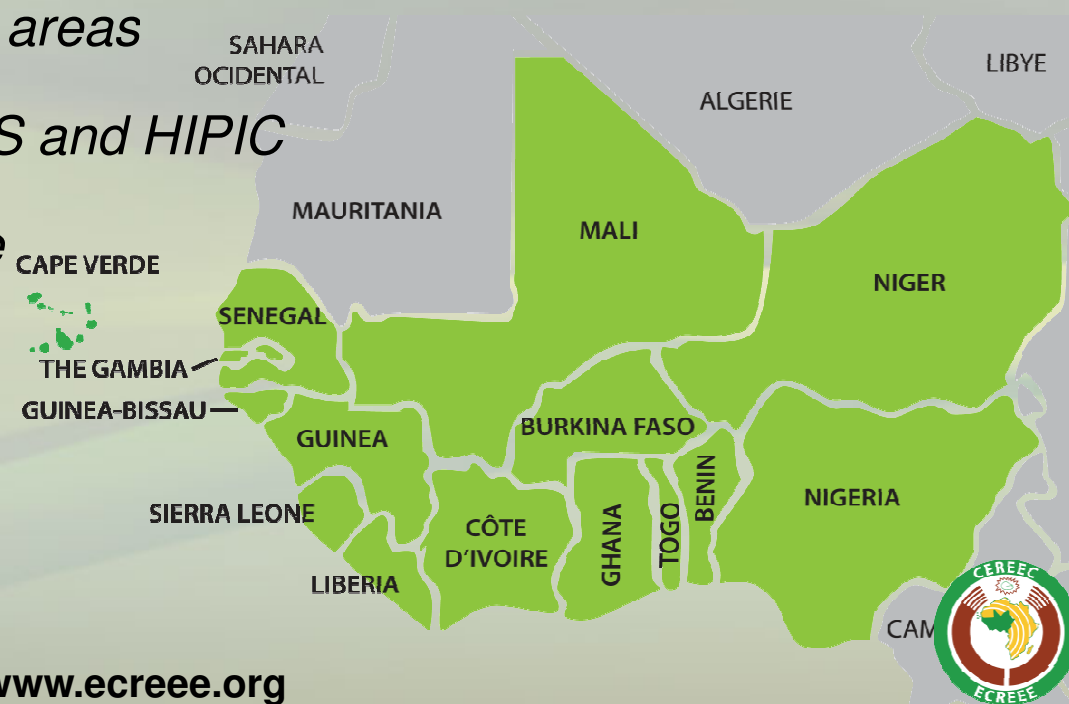 areas
S and HIPIC
e
SAHARA
OCIDENTAL
LIBYE
ALGERIE
MAURITANIA
MALI
CAPE VERDE
NIGER
SENEGAL
THE GAMBIA
GUINEA-BISSAU
BURKINA FASO
GUINEA
BENIN
NIGERIA
SIERRA LEONE
CÔTE
D'IVOIRE
GHANA
TOGO
LIBERIA
CAM
CEREEC
ECREEE
www.ecreee.org